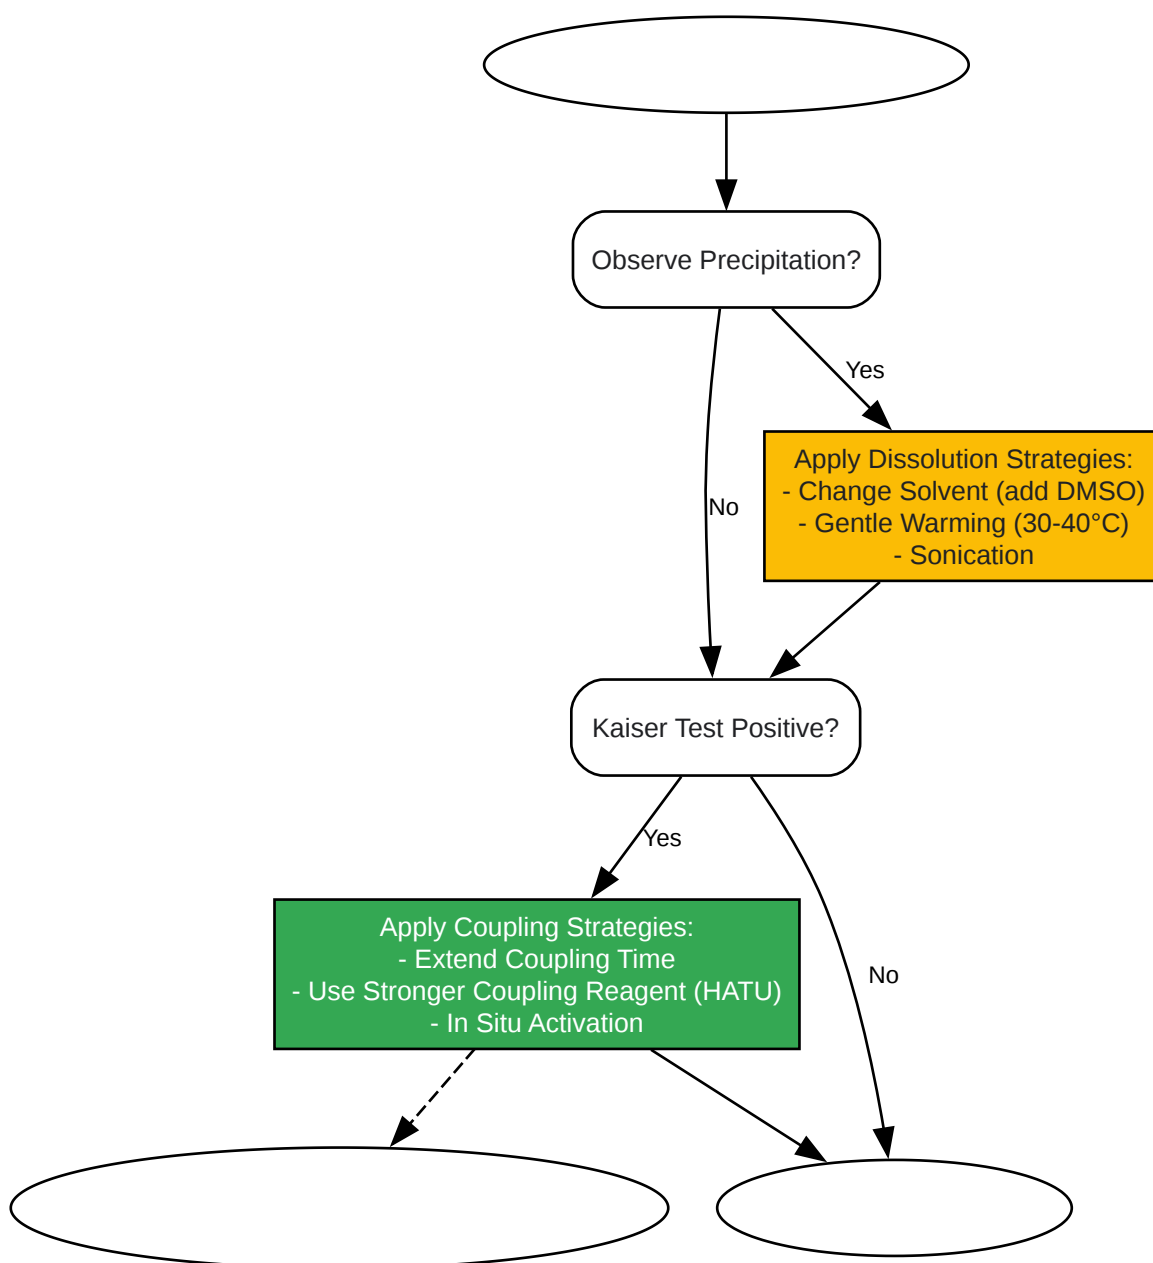 Observe Precipitation?
Yes
Apply Dissolution Strategies:
- Change Solvent (add DMSO)
- Gentle Warming (30-40°C)
- Sonication
No
Kaiser Test Positive?
Yes
Apply Coupling Strategies:
- Extend Coupling Time
- Use Stronger Coupling Reagent (HATU)
- In Situ Activation
No